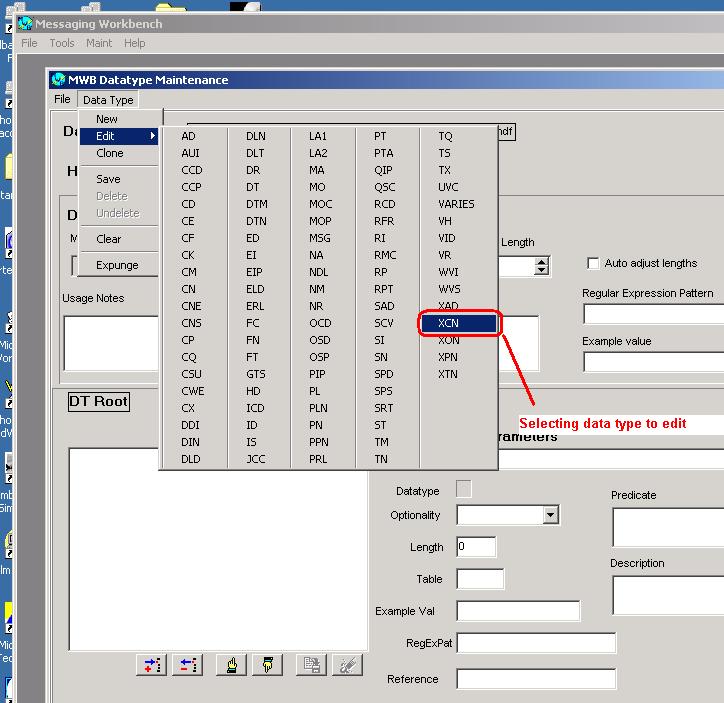 Messaging Workbench
File Tools Maint Help
MWB Datatype Maintenance
File Data Type
New
Edit
Clone
Save
Delete
Undelete
Clear
Expunge
AD DLN LA1 PT TQ
AUI DLT LA2 PTA TS
CCD DR MA QIP TX
CCP DT MO QSC UVC
CD DTM MOC RCD VARIES
CE DTN MOP RFR VH
CF ED MSG RI VID
CK EI NA RMC VR
CM EIP NDL RP WVI
CN ELD NM RPT WVS
CNE ERL NR SAD XAD
CNS FC OCD SCV XCN
CP FN OSD SI XON
CQ FT OSP SN XPN
CSU GTS PIP SPD XTN
CWE HD PL SPS
CX ICD PLN SRT
DDI ID PN ST
DIN IS PPN TM
DLD JCC PRL TN
Length
Auto adjust lengths
Usage Notes
Regular Expression Pattern
Example value
DT Root
Selecting data type to edit
Datatype
Optionality
Length 0
Table
Example Val
RegExPat
Reference
Predicate
Description